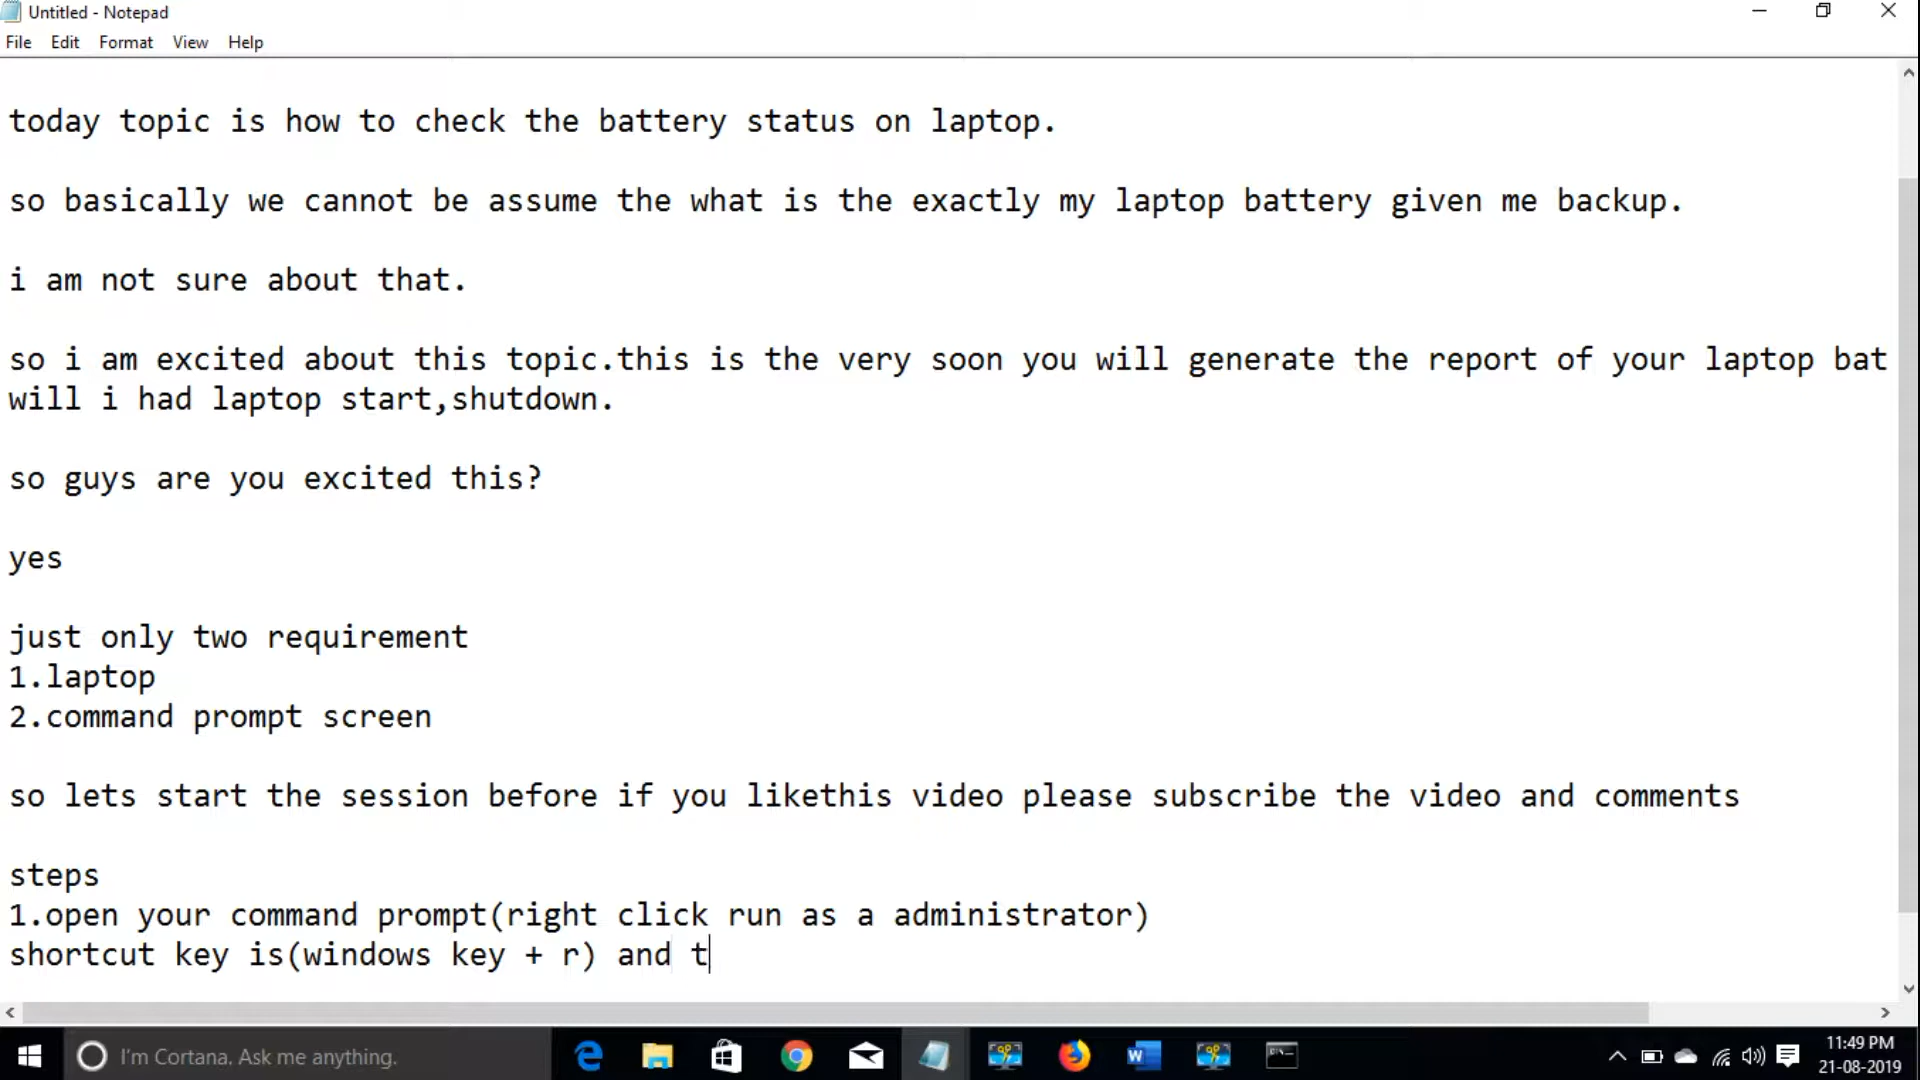 Untitled - Notepad
File Edit Format View Help
today topic is how to check the battery status on laptop.
so basically we cannot be assume the what is the exactly my laptop battery given me backup.
i am not sure about that.
so i am excited about this topic.this is the very soon you will generate the report of your laptop bat
will i had laptop start,shutdown.
so guys are you excited this?
yes
just only two requirement
1.laptop
2.command prompt screen
so lets start the session before if you likethis video please subscribe the video and comments
steps
1.open your command prompt(right click run as a administrator)
shortcut key is(windows key + r) and t
I'm Cortana. Ask me anything.
11:49 PM
21-08-2019